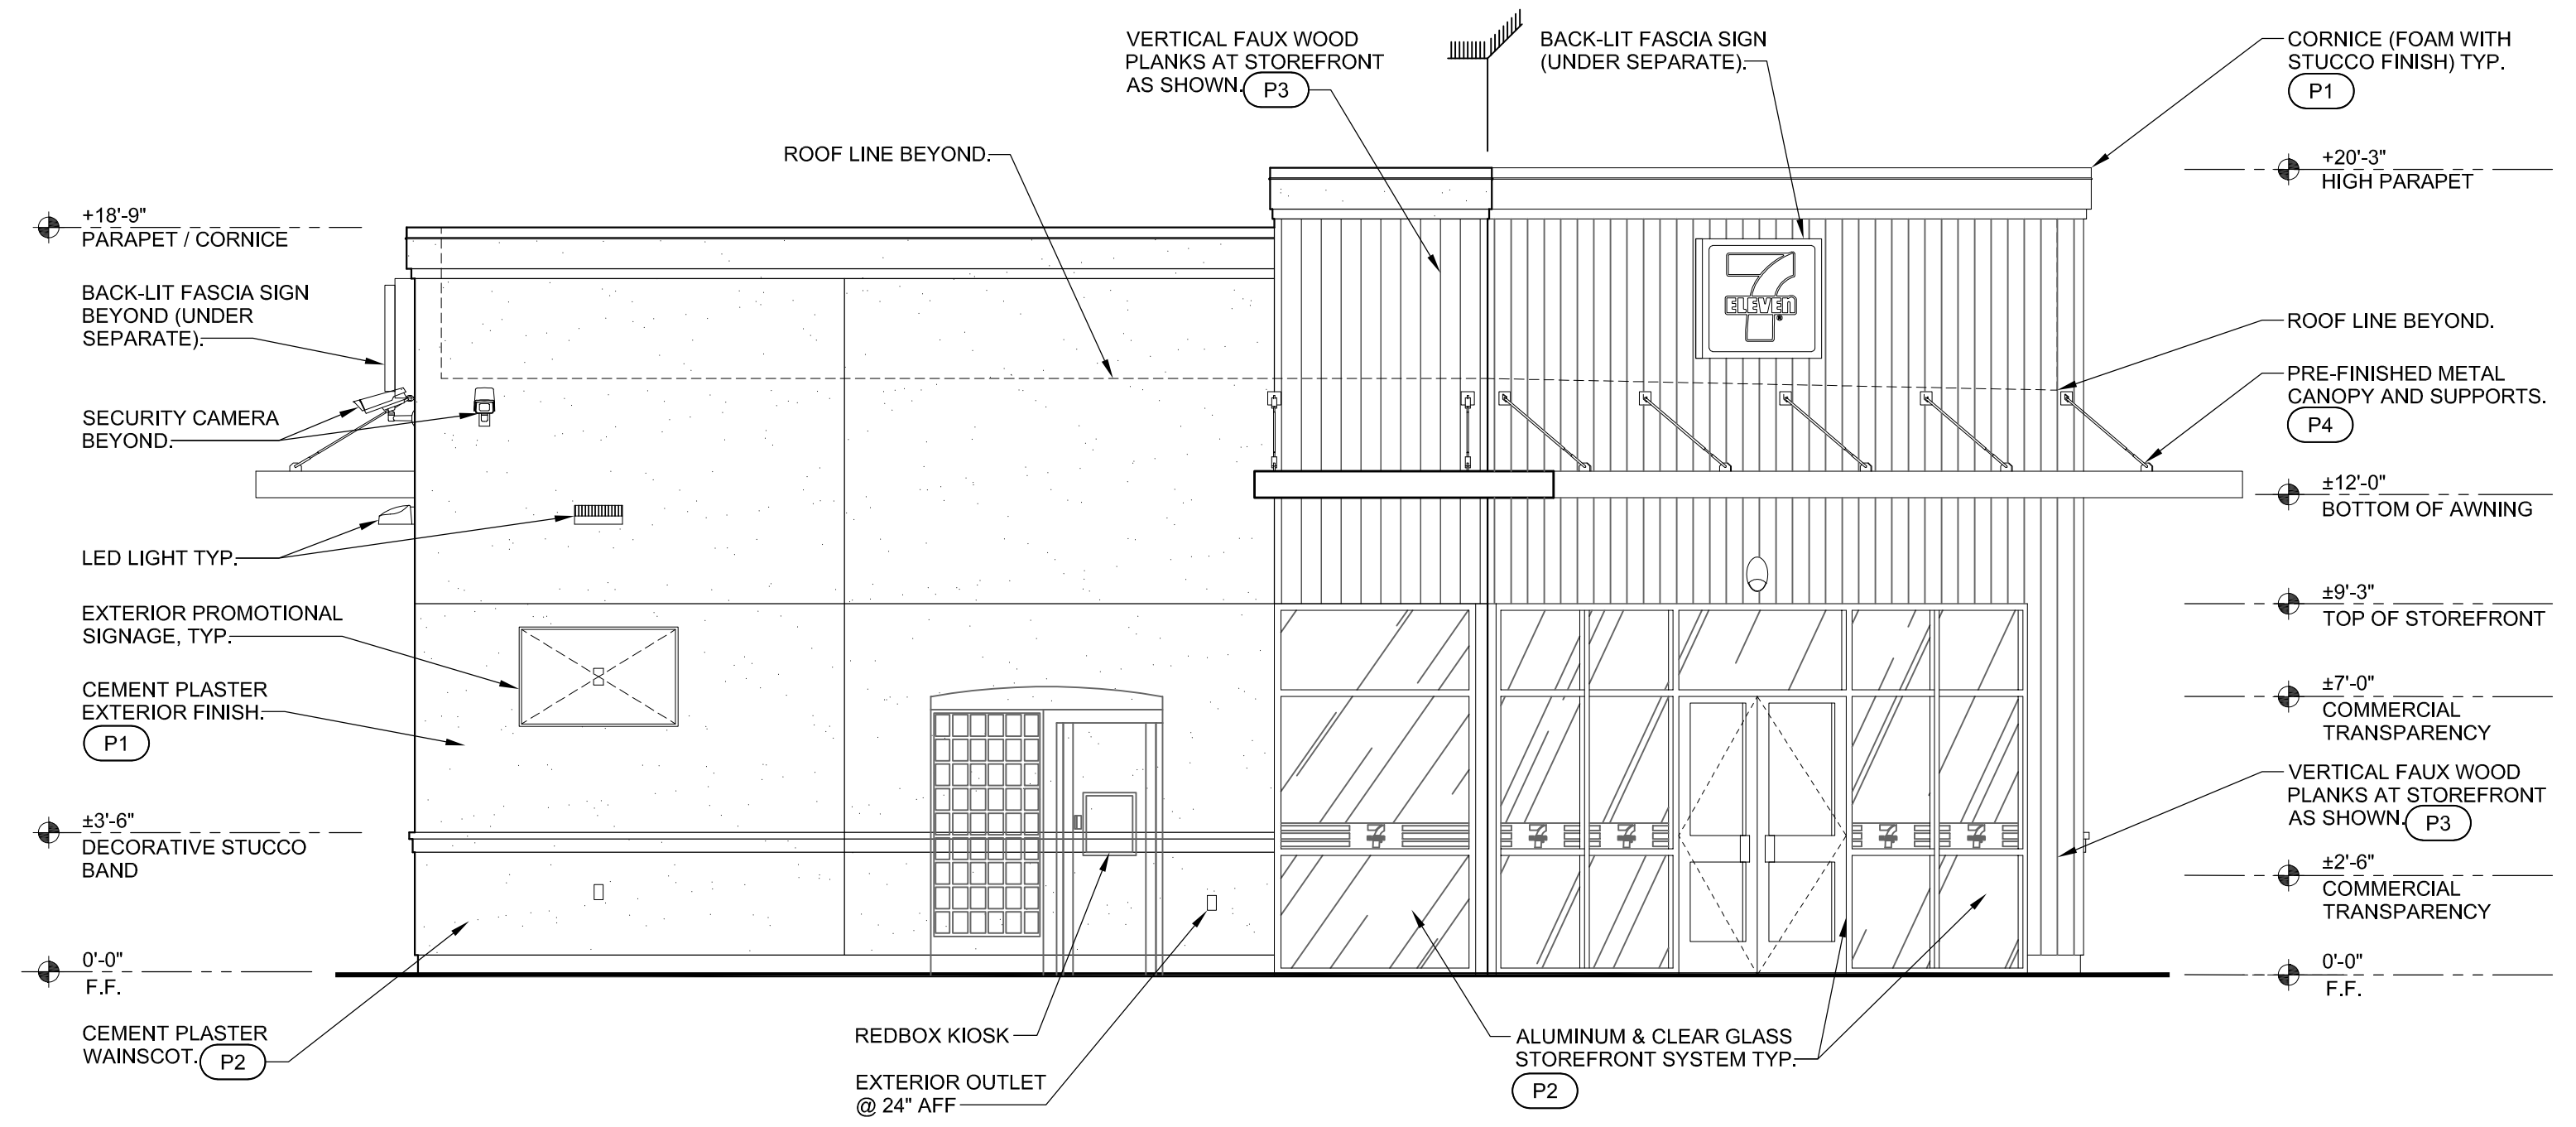 VERTICAL FAUX WOOD
PLANKS AT STOREFRONT
AS SHOWN. P3
BACK-LIT FASCIA SIGN
(UNDER SEPARATE).
CORNICE (FOAM WITH
STUCCO FINISH) TYP.
P1
ROOF LINE BEYOND.
+20'-3"
HIGH PARAPET
+18'-9"
PARAPET / CORNICE
BACK-LIT FASCIA SIGN
BEYOND (UNDER
SEPARATE).
7
ELEVEN
®
ROOF LINE BEYOND.
PRE-FINISHED METAL
CANOPY AND SUPPORTS.
P4
SECURITY CAMERA
BEYOND.
±12'-0"
BOTTOM OF AWNING
LED LIGHT TYP.
±9'-3"
TOP OF STOREFRONT
EXTERIOR PROMOTIONAL
SIGNAGE, TYP.
CEMENT PLASTER
EXTERIOR FINISH.
P1
±7'-0"
COMMERCIAL
TRANSPARENCY
VERTICAL FAUX WOOD
PLANKS AT STOREFRONT
AS SHOWN. P3
±3'-6"
DECORATIVE STUCCO
BAND
7 7 7 7 7
±2'-6"
COMMERCIAL
TRANSPARENCY
0'-0"
F.F.
0'-0"
F.F.
CEMENT PLASTER
WAINSCOT. P2
REDBOX KIOSK
EXTERIOR OUTLET
@ 24" AFF
ALUMINUM & CLEAR GLASS
STOREFRONT SYSTEM TYP.
P2